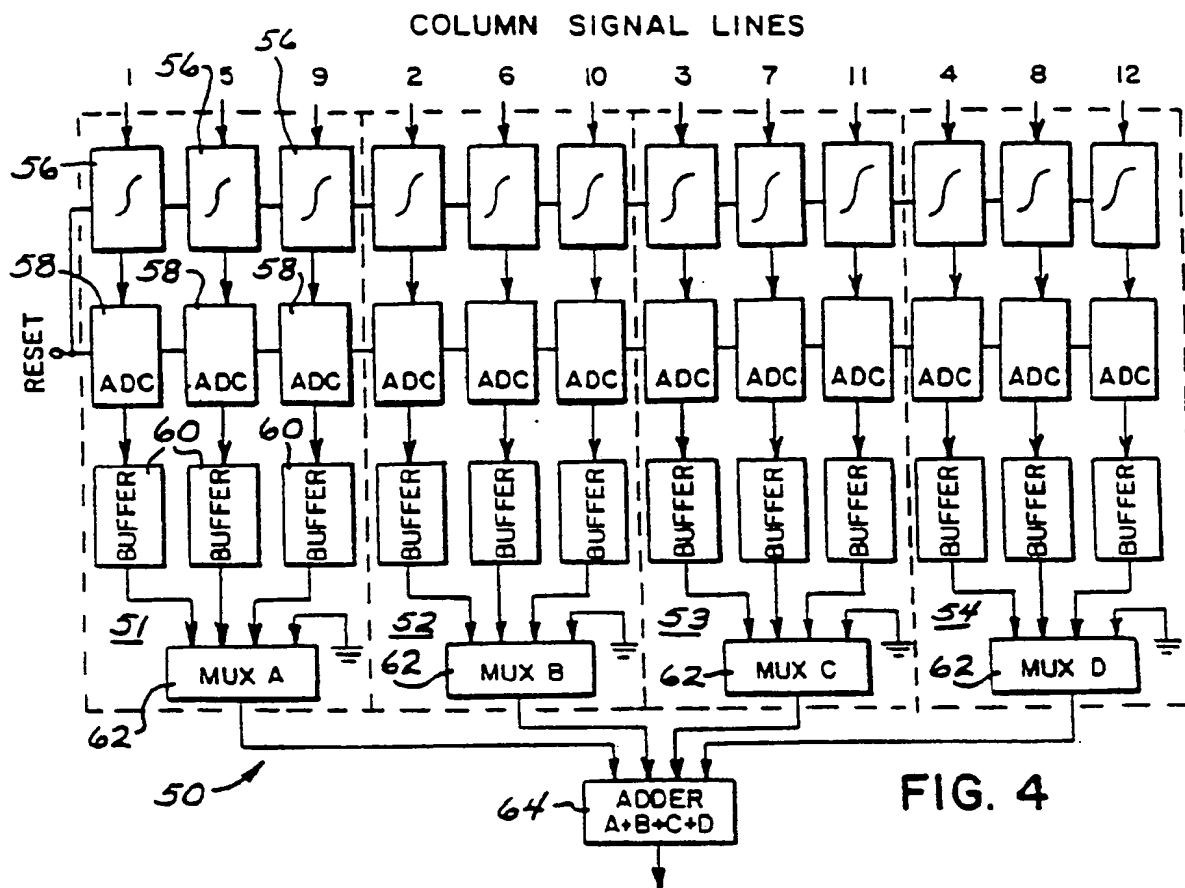 COLUMN SIGNAL LINES
56 56 56
1 5 9 2 6 10 3 7 11 4 8 12
56
58 58 58
RESET
ADC ADC ADC ADC ADC ADC ADC ADC ADC ADC ADC ADC
60 60
BUFFER BUFFER BUFFER BUFFER BUFFER BUFFER BUFFER BUFFER BUFFER BUFFER BUFFER BUFFER
51 52 53 54
MUX A 62 MUX B 62 MUX C 62 MUX D
62
50
64 ADDER
A+B+C+D
FIG. 4